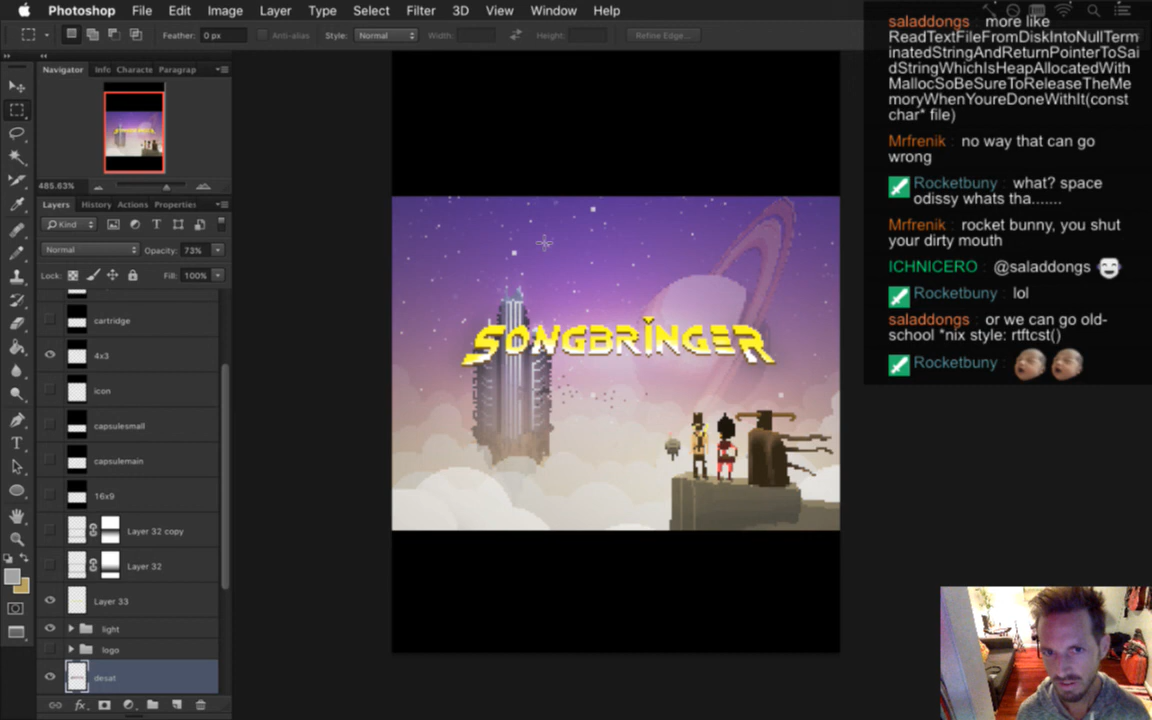 Photoshop File Edit Image Layer Type Select Filter 3D View Window Help
Feather: 0 px Anti-alias Style: Normal Width: Height: Refine Edge...
Navigator Info Characte Paragrap
485.63%
Layers History Actions Properties
Kind
Normal Opacity: 73%
Lock: Fill: 100%
cartridge
4x3
icon
capsulesmall
capsulemain
16x9
Layer 32 copy
Layer 32
Layer 33
light
logo
desat
fx
SONGBRINGER
saladdongs : more like
ReadTextFileFromDiskIntoNullTerm
inatedStringAndReturnPointerToSai
dStringWhichIsHeapAllocatedWith
MallocSoBeSureToReleaseTheMe
moryWhenYoureDoneWithIt(const
char* file)
Mrfrenik : no way that can go
wrong
Rocketbuny : what? space
odissy whats tha.......
Mrfrenik : rocket bunny, you shut
your dirty mouth
ICHNICERO : @saladdongs
Rocketbuny : lol
saladdongs : or we can go old-
school *nix style: rtftcst()
Rocketbuny :